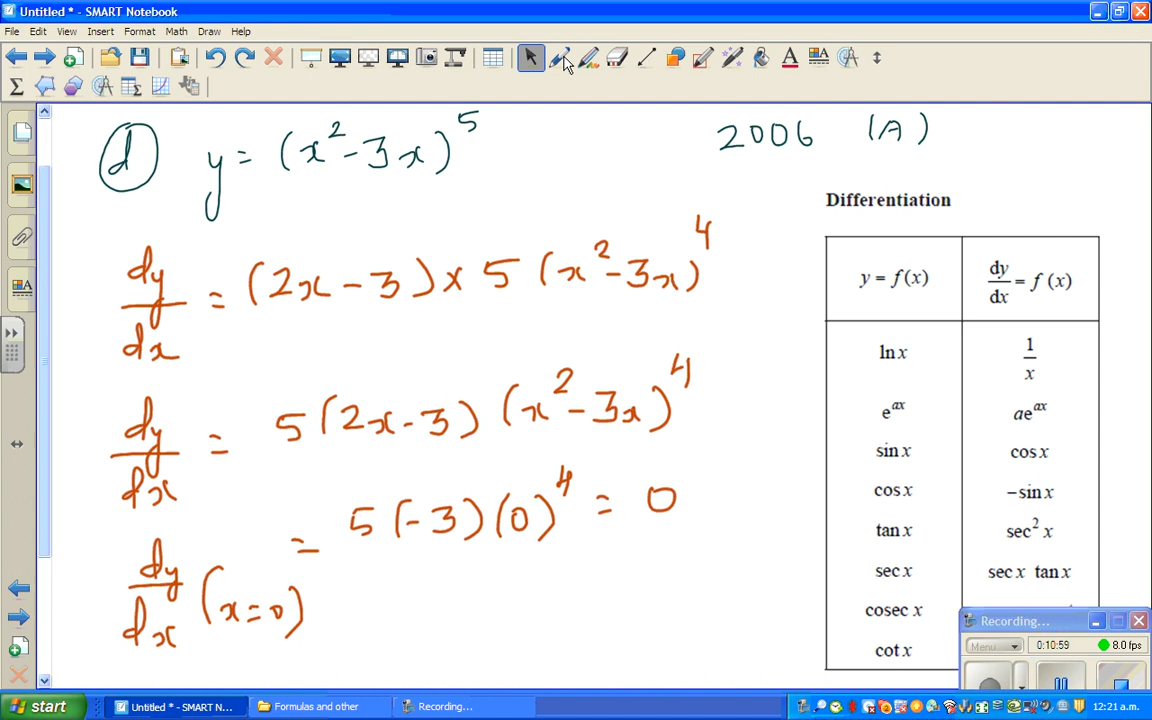 Untitled * - SMART Notebook
File Edit View Insert Format Math Draw Help
d y = (x² - 3x)⁵
2006 (A)
Differentiation
dy/dx = (2x - 3) × 5 (x² - 3x)⁴
y = f(x) dy/dx = f (x)
ln x 1/x
dy/dx = 5(2x - 3) (x² - 3x)⁴
e^ax ae^ax
sin x cos x
cos x -sin x
= 5(-3)(0)⁴ = 0
tan x sec² x
dy/dx (x=0)
sec x sec x tan x
cosec x
cot x
Recording...
Menu 0:10:59 8.0 fps
start Untitled * - SMART N... Formulas and other Recording... 12:21 a.m.